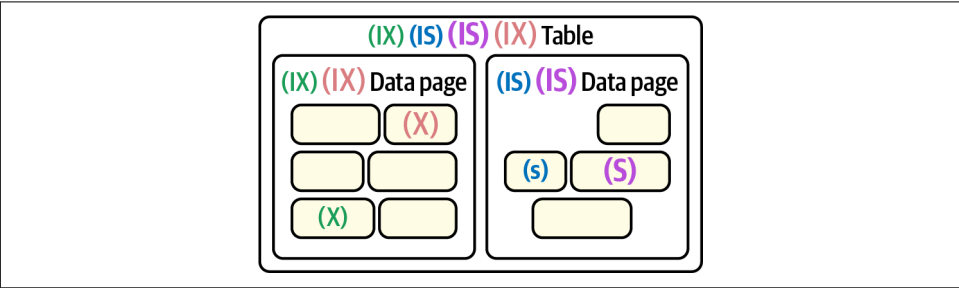 (IX) (IS) (IS) (IX) Table
(IX) (IX) Data page
(X)
(X)
(IS) (IS) Data page
(s) (S)